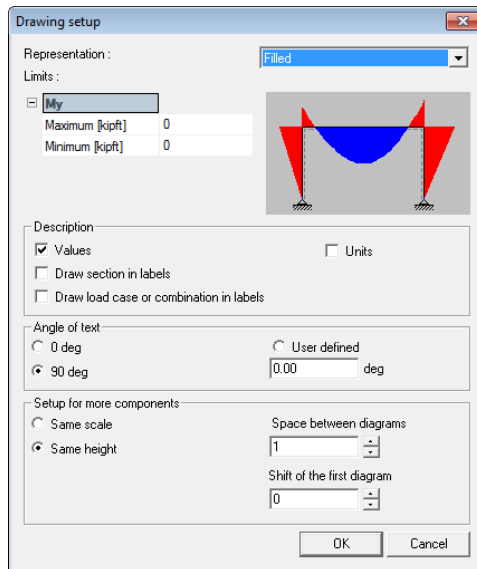 Drawing setup
Representation :
Filled
Limits :
My
Maximum [kipft] 0
Minimum [kipft] 0
Description
Values
Units
Draw section in labels
Draw load case or combination in labels
Angle of text
0 deg
User defined
90 deg
0.00 deg
Setup for more components
Same scale
Space between diagrams
Same height
1
Shift of the first diagram
0
OK Cancel